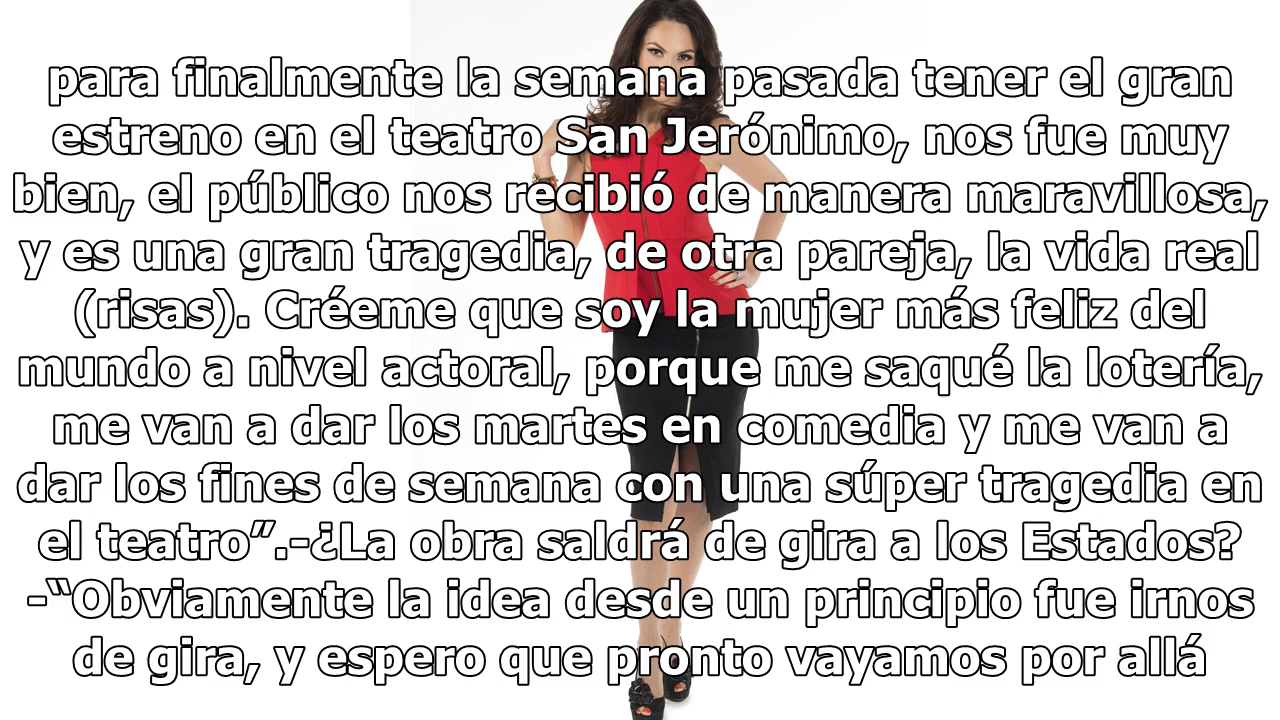 para finalmente la semana pasada tener el gran
estreno en el teatro San Jerónimo, nos fue muy
bien, el público nos recibió de manera maravillosa,
y es una gran tragedia, de otra pareja, la vida real
(risas). Créeme que soy la mujer más feliz del
mundo a nivel actoral, porque me saqué la lotería,
me van a dar los martes en comedia y me van a
dar los fines de semana con una súper tragedia en
el teatro”.-¿La obra saldrá de gira a los Estados?
-“Obviamente la idea desde un principio fue irnos
de gira, y espero que pronto vayamos por allá